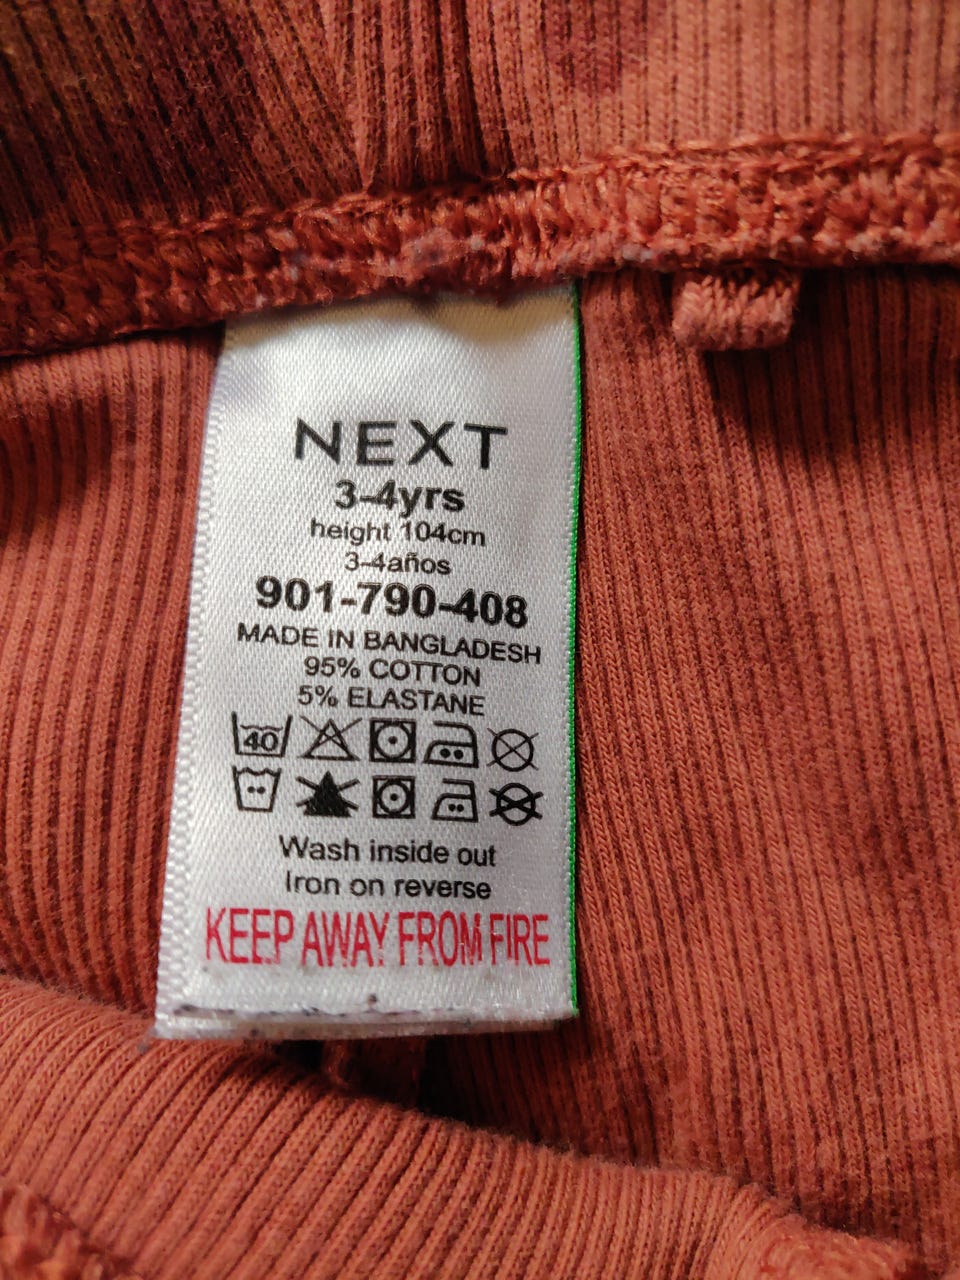 NEXT
3-4yrs
height 104cm
3-4años
901-790-408
MADE IN BANGLADESH
95% COTTON
5% ELASTANE
40
Wash inside out
Iron on reverse
KEEP AWAY FROM FIRE